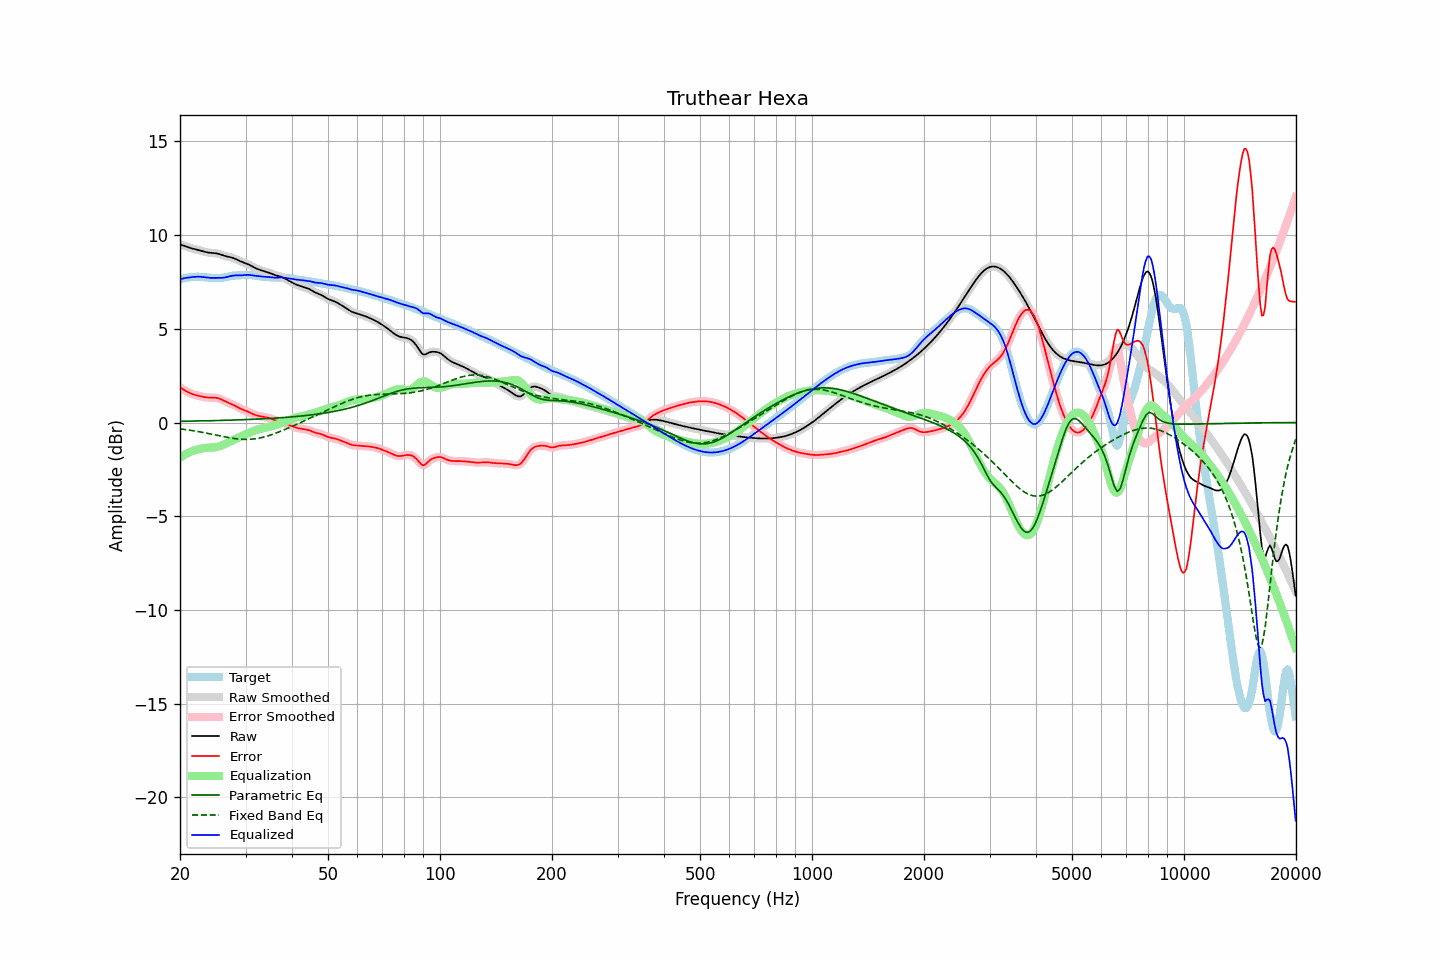 Truthear Hexa
Amplitude (dBr)
15
10
5
0
−5
−10
−15
−20
Target
Raw Smoothed
Error Smoothed
Raw
Error
Equalization
Parametric Eq
Fixed Band Eq
Equalized
20 50 100 200 500 1000 2000 5000 10000 20000
Frequency (Hz)